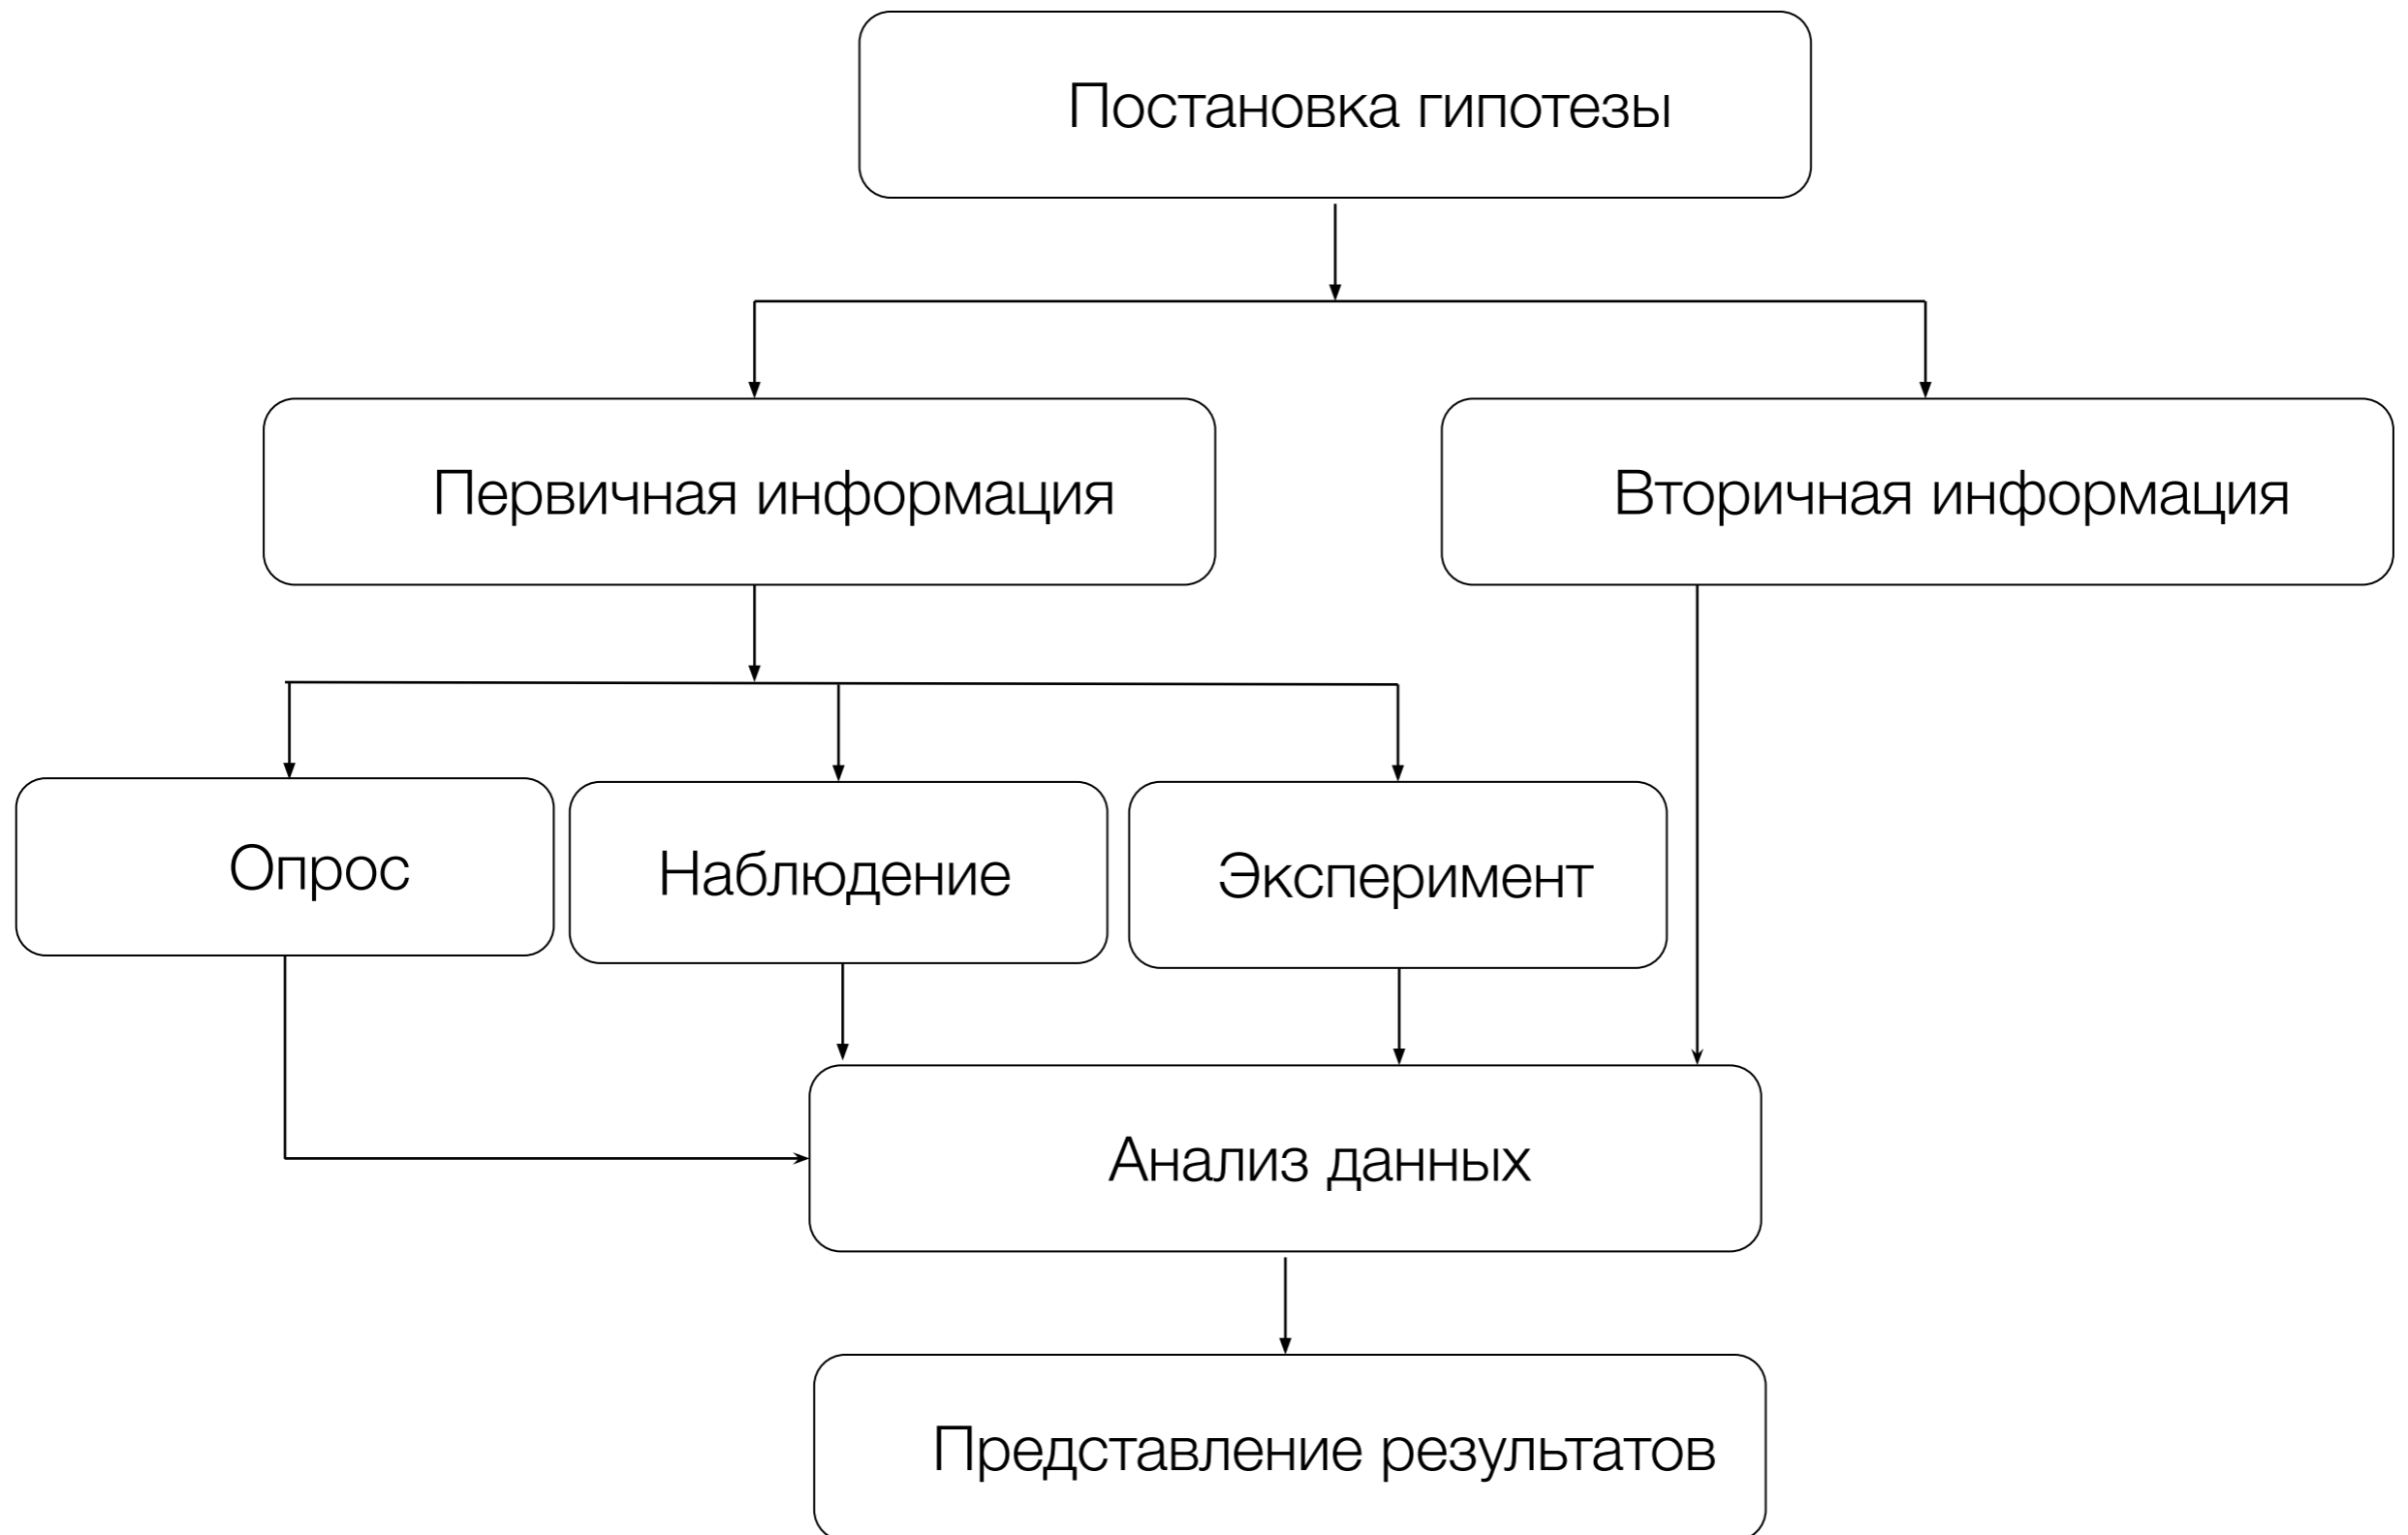 Постановка гипотезы
Первичная информация
Вторичная информация
Опрос
Наблюдение
Эксперимент
Анализ данных
Представление результатов